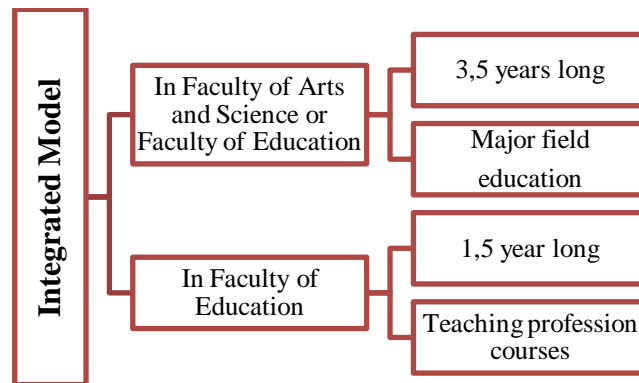 Integrated Model
In Faculty of Arts
and Science or
Faculty of Education
3,5 years long
Major field
education
In Faculty of
Education
1,5 year long
Teaching profession
courses